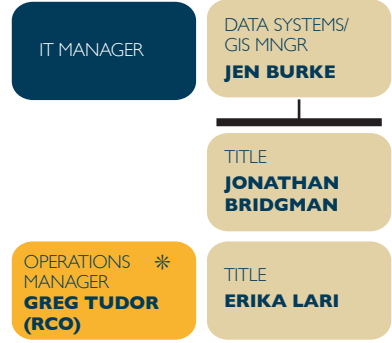 IT MANAGER
DATA SYSTEMS/
GIS MNGR
JEN BURKE
TITLE
JONATHAN
BRIDGMAN
OPERATIONS ✳
MANAGER
GREG TUDOR
(RCO)
TITLE
ERIKA LARI